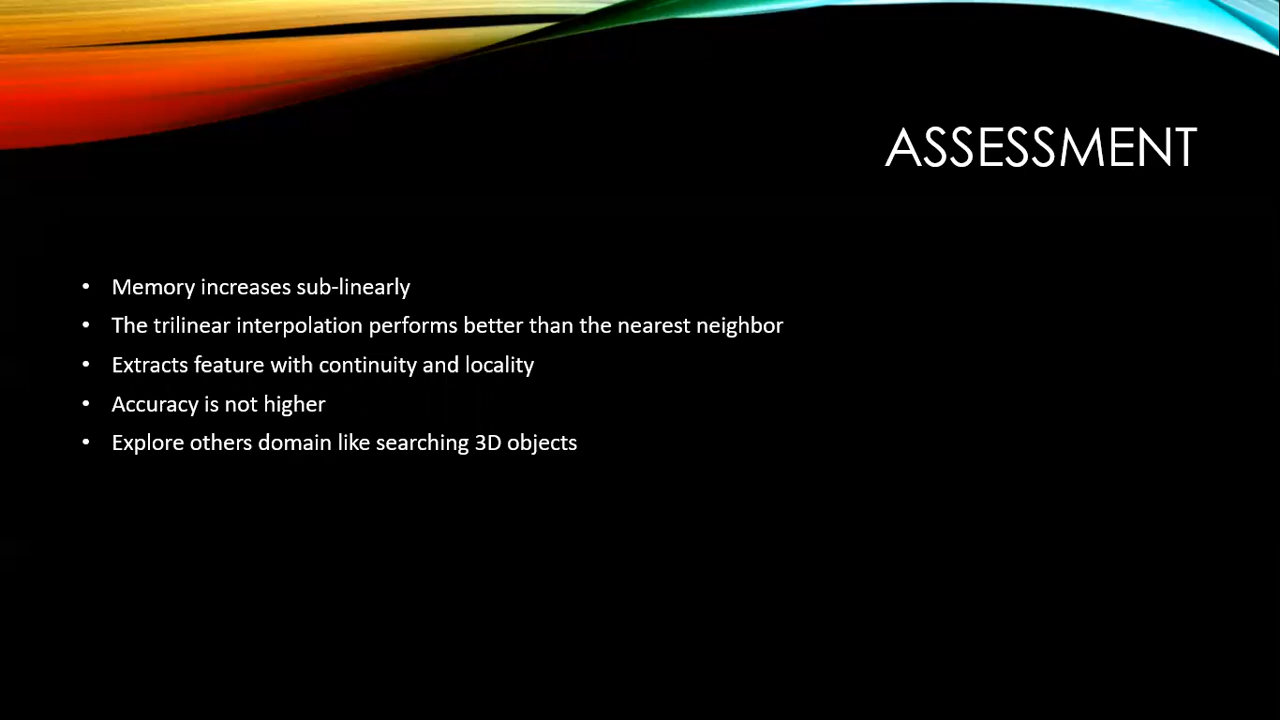 ASSESSMENT
• Memory increases sub-linearly
• The trilinear interpolation performs better than the nearest neighbor
• Extracts feature with continuity and locality
• Accuracy is not higher
• Explore others domain like searching 3D objects